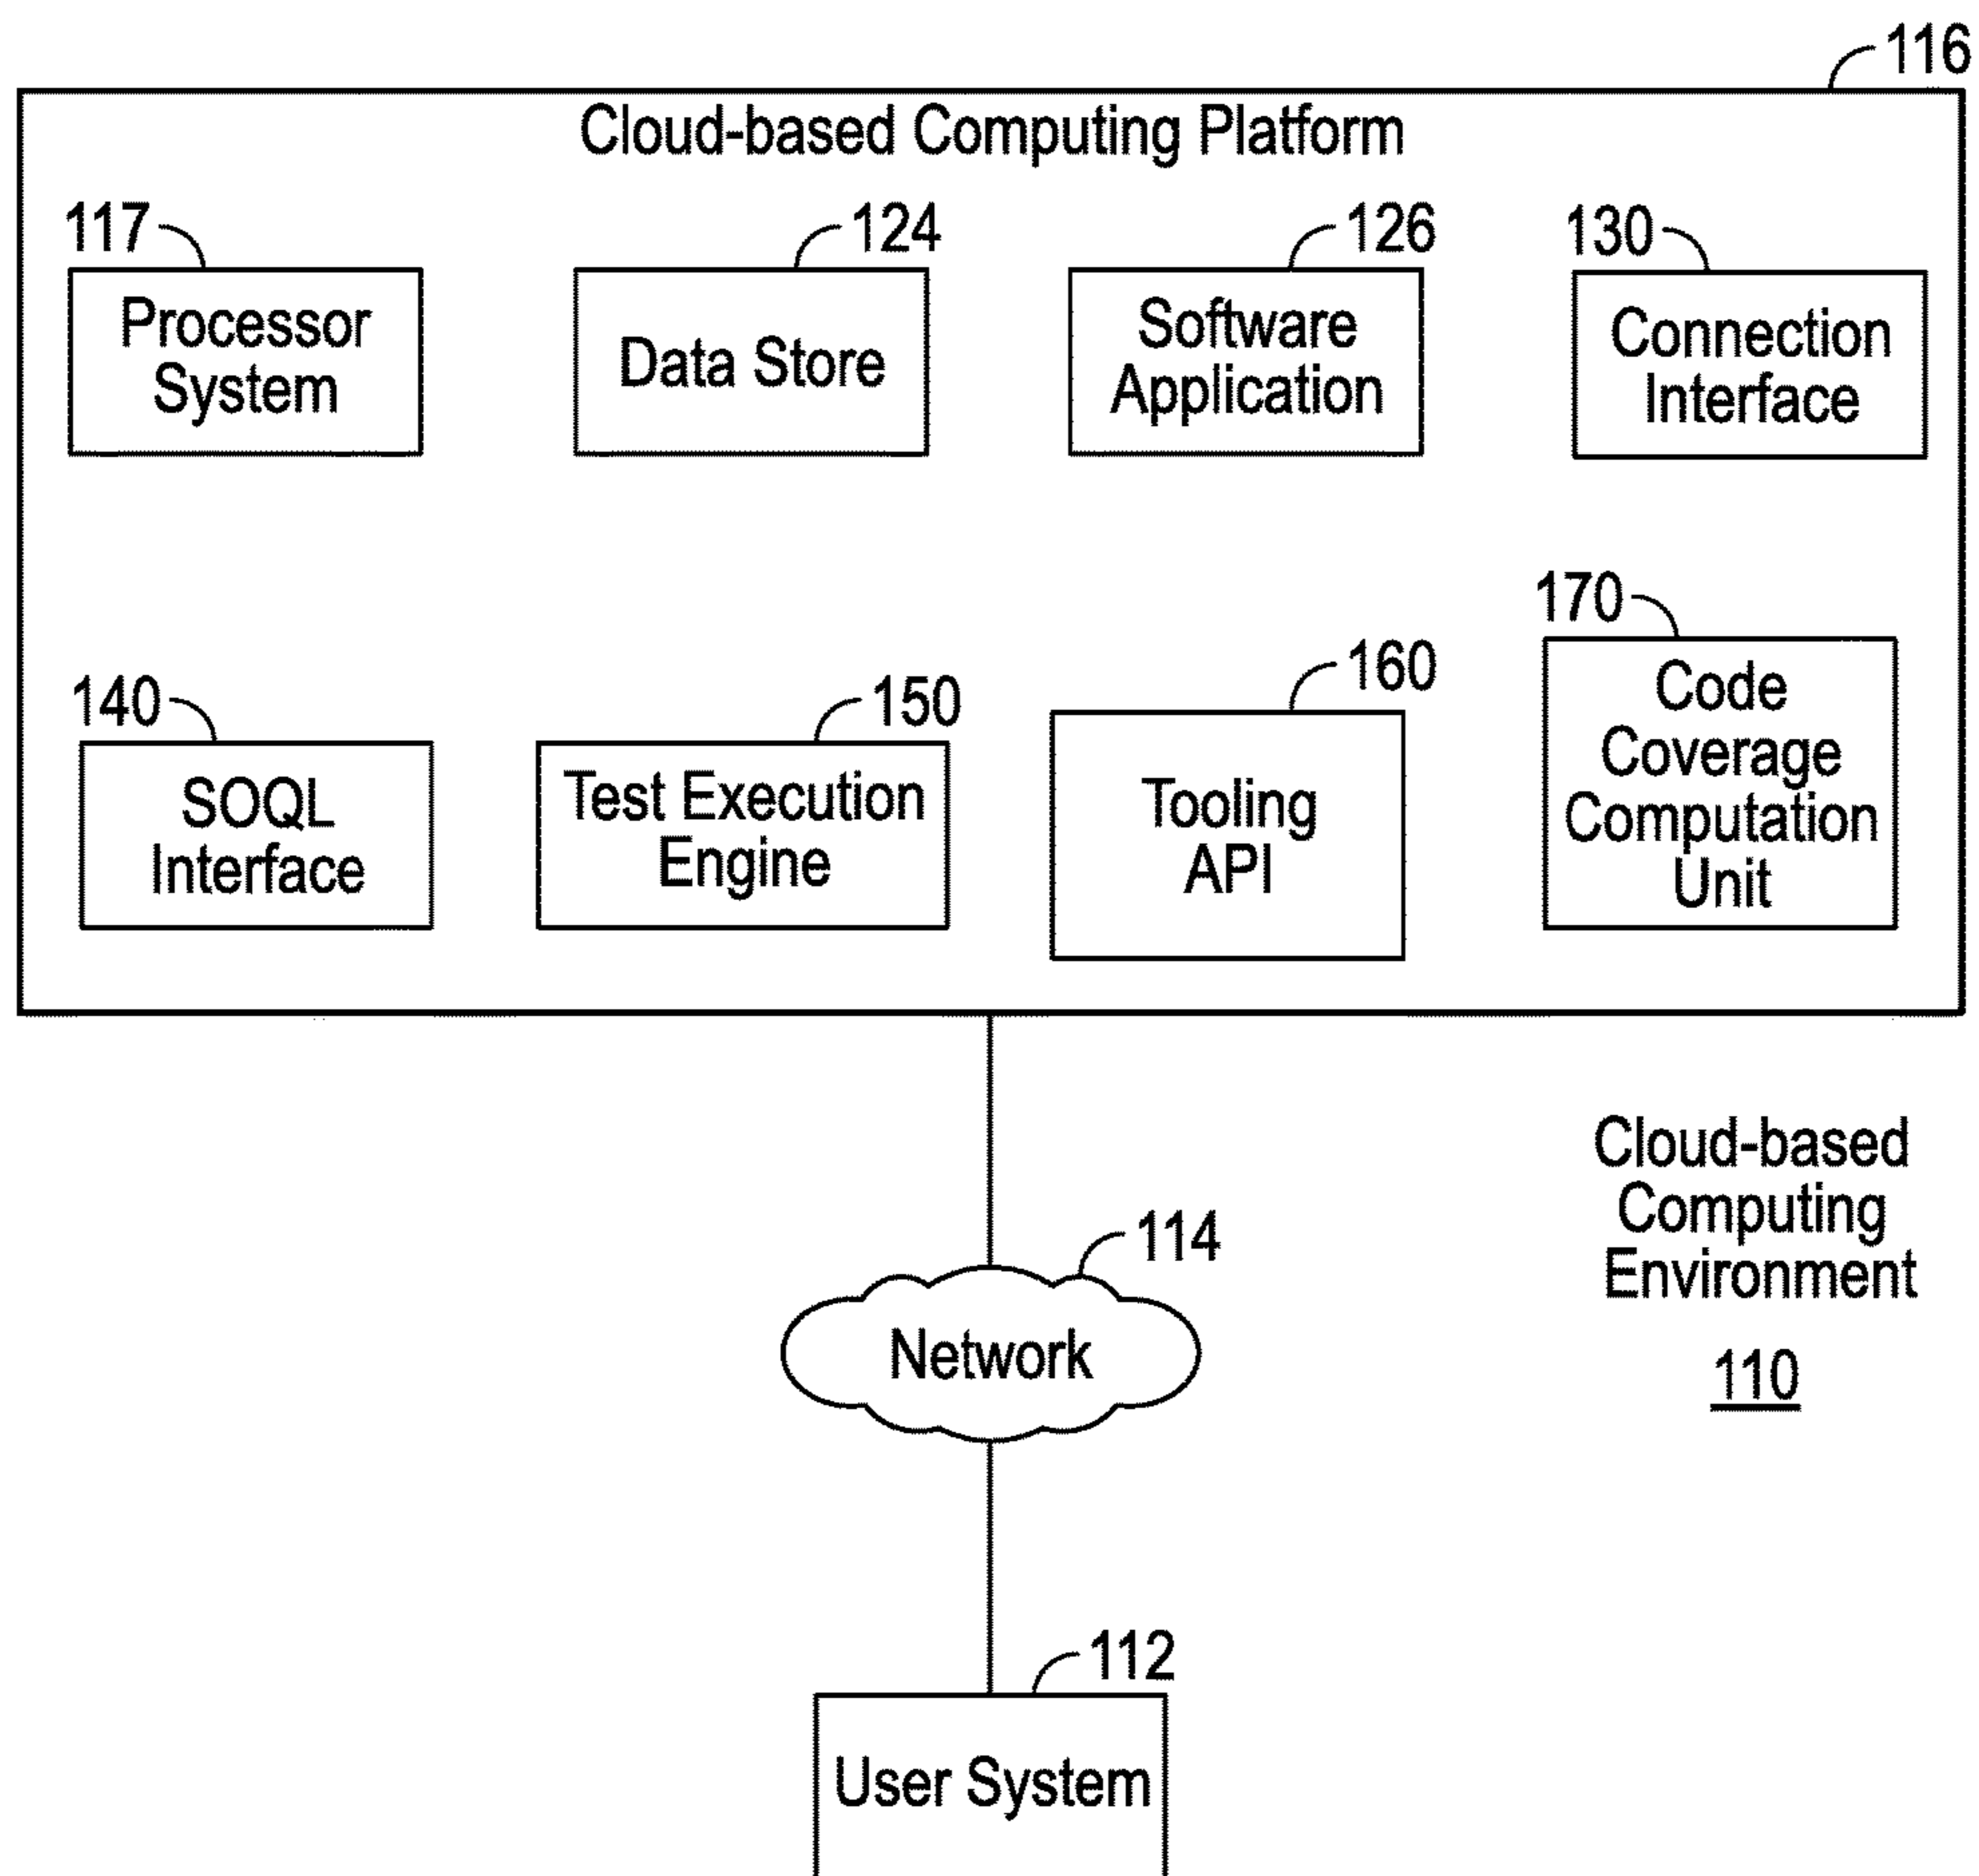 116
Cloud-based Computing Platform
117
Processor
System
124
Data Store
126
Software
Application
130
Connection
Interface
140
SOQL
Interface
150
Test Execution
Engine
160
Tooling
API
170
Code
Coverage
Computation
Unit
Cloud-based
Computing
Environment
110
114
Network
112
User System